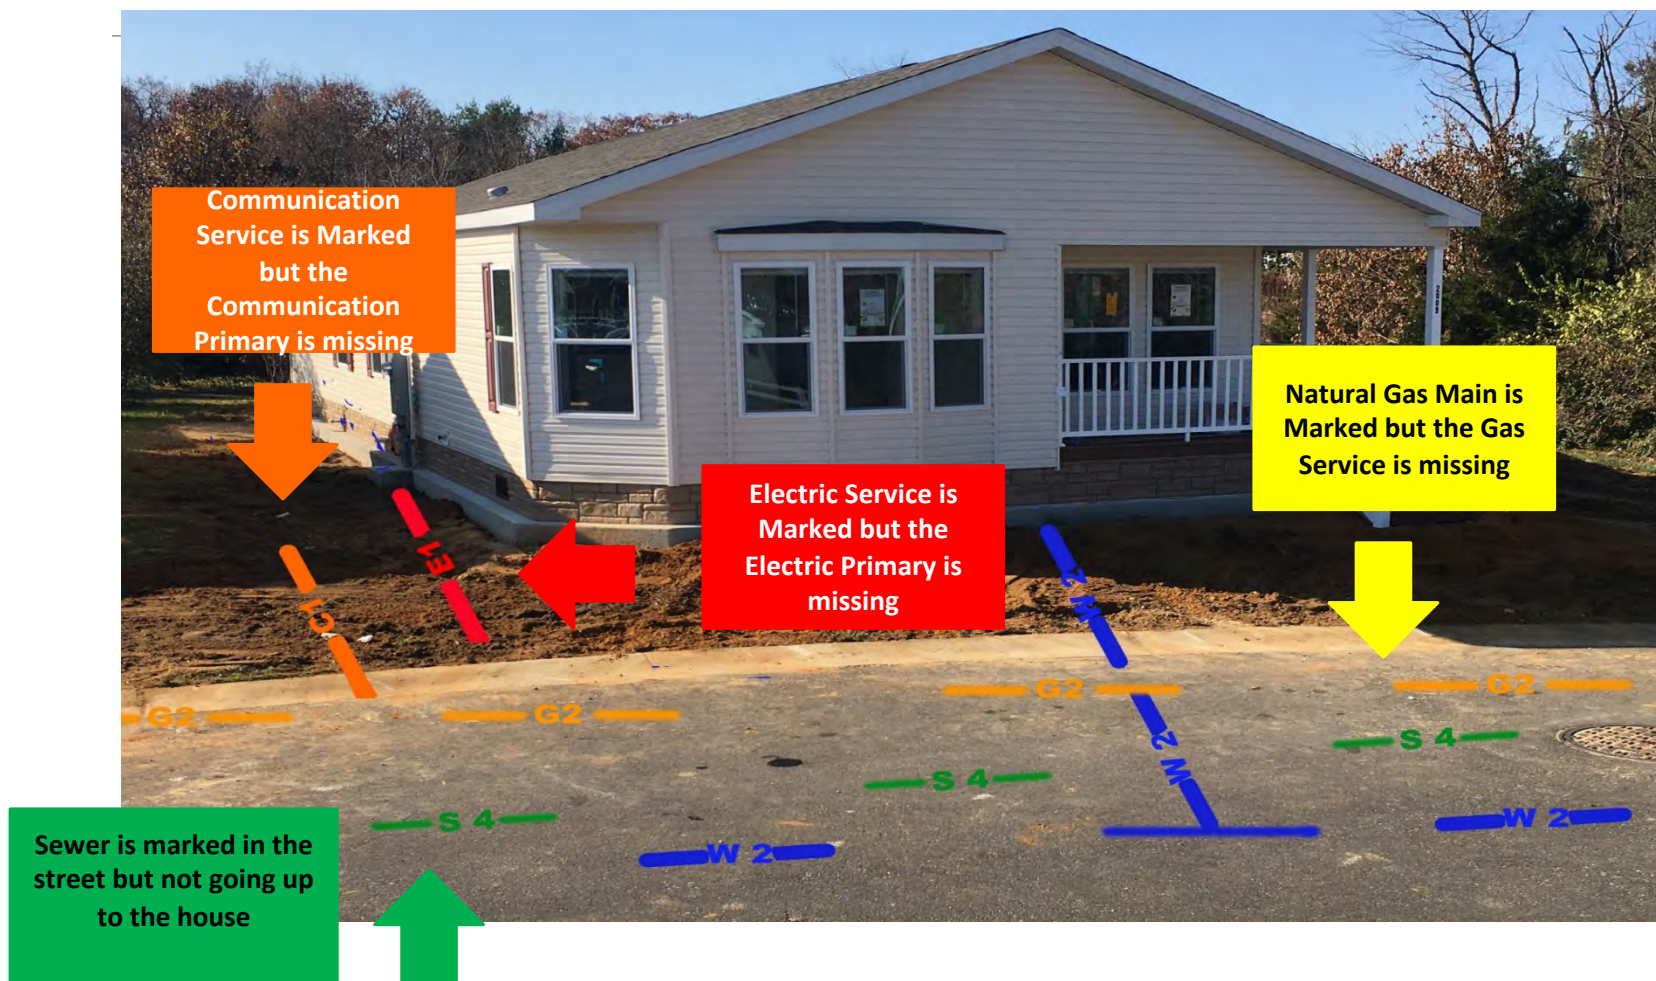 Communication
Service is Marked
but the
Communication
Primary is missing
Natural Gas Main is
Marked but the Gas
Service is missing
Electric Service is
Marked but the
Electric Primary is
missing
E1
C1
W 2
G2
G2
G2
G2
W 2
S 4
S 4
S 4
W 2
W 2
Sewer is marked in the
street but not going up
to the house